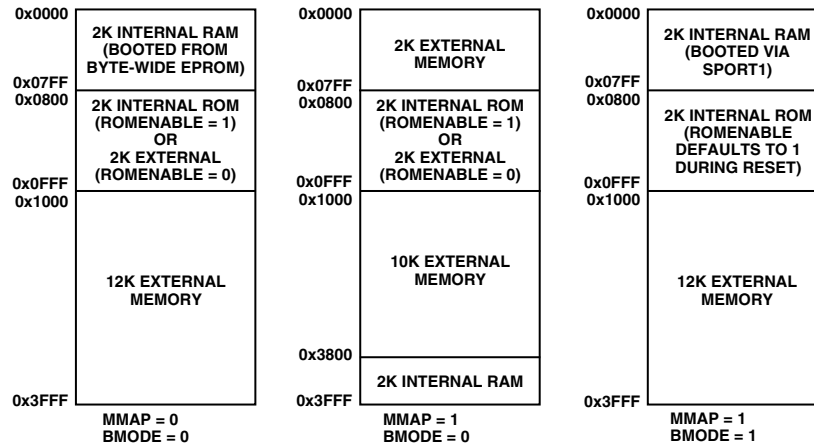 0x0000
2K INTERNAL RAM
(BOOTED FROM
BYTE-WIDE EPROM)
0x07FF
0x0800
2K INTERNAL ROM
(ROMENABLE = 1)
OR
2K EXTERNAL
(ROMENABLE = 0)
0x0FFF
0x1000
12K EXTERNAL
MEMORY
0x3FFF
MMAP = 0
BMODE = 0
0x0000
2K EXTERNAL
MEMORY
0x07FF
0x0800
2K INTERNAL ROM
(ROMENABLE = 1)
OR
2K EXTERNAL
(ROMENABLE = 0)
0x0FFF
0x1000
10K EXTERNAL
MEMORY
0x3800
2K INTERNAL RAM
0x3FFF
MMAP = 1
BMODE = 0
0x0000
2K INTERNAL RAM
(BOOTED VIA
SPORT1)
0x07FF
0x0800
2K INTERNAL ROM
(ROMENABLE
DEFAULTS TO 1
DURING RESET)
0x0FFF
0x1000
12K EXTERNAL
MEMORY
0x3FFF
MMAP = 1
BMODE = 1